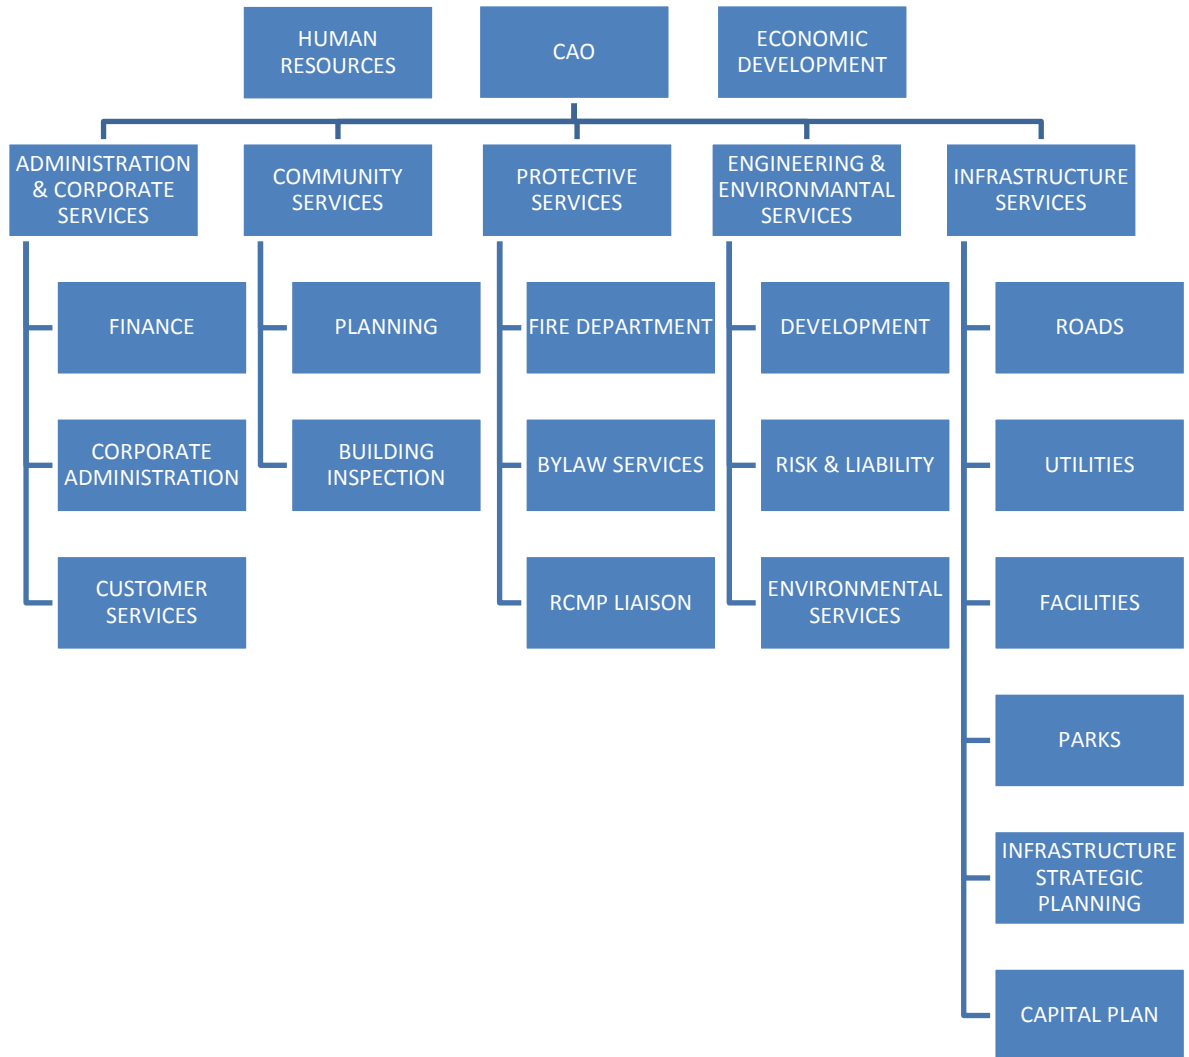 HUMAN
RESOURCES
CAO
ECONOMIC
DEVELOPMENT
ADMINISTRATION
& CORPORATE
SERVICES
COMMUNITY
SERVICES
PROTECTIVE
SERVICES
ENGINEERING &
ENVIRONMANTAL
SERVICES
INFRASTRUCTURE
SERVICES
FINANCE
PLANNING
FIRE DEPARTMENT
DEVELOPMENT
ROADS
CORPORATE
ADMINISTRATION
BUILDING
INSPECTION
BYLAW SERVICES
RISK & LIABILITY
UTILITIES
CUSTOMER
SERVICES
RCMP LIAISON
ENVIRONMENTAL
SERVICES
FACILITIES
PARKS
INFRASTRUCTURE
STRATEGIC
PLANNING
CAPITAL PLAN